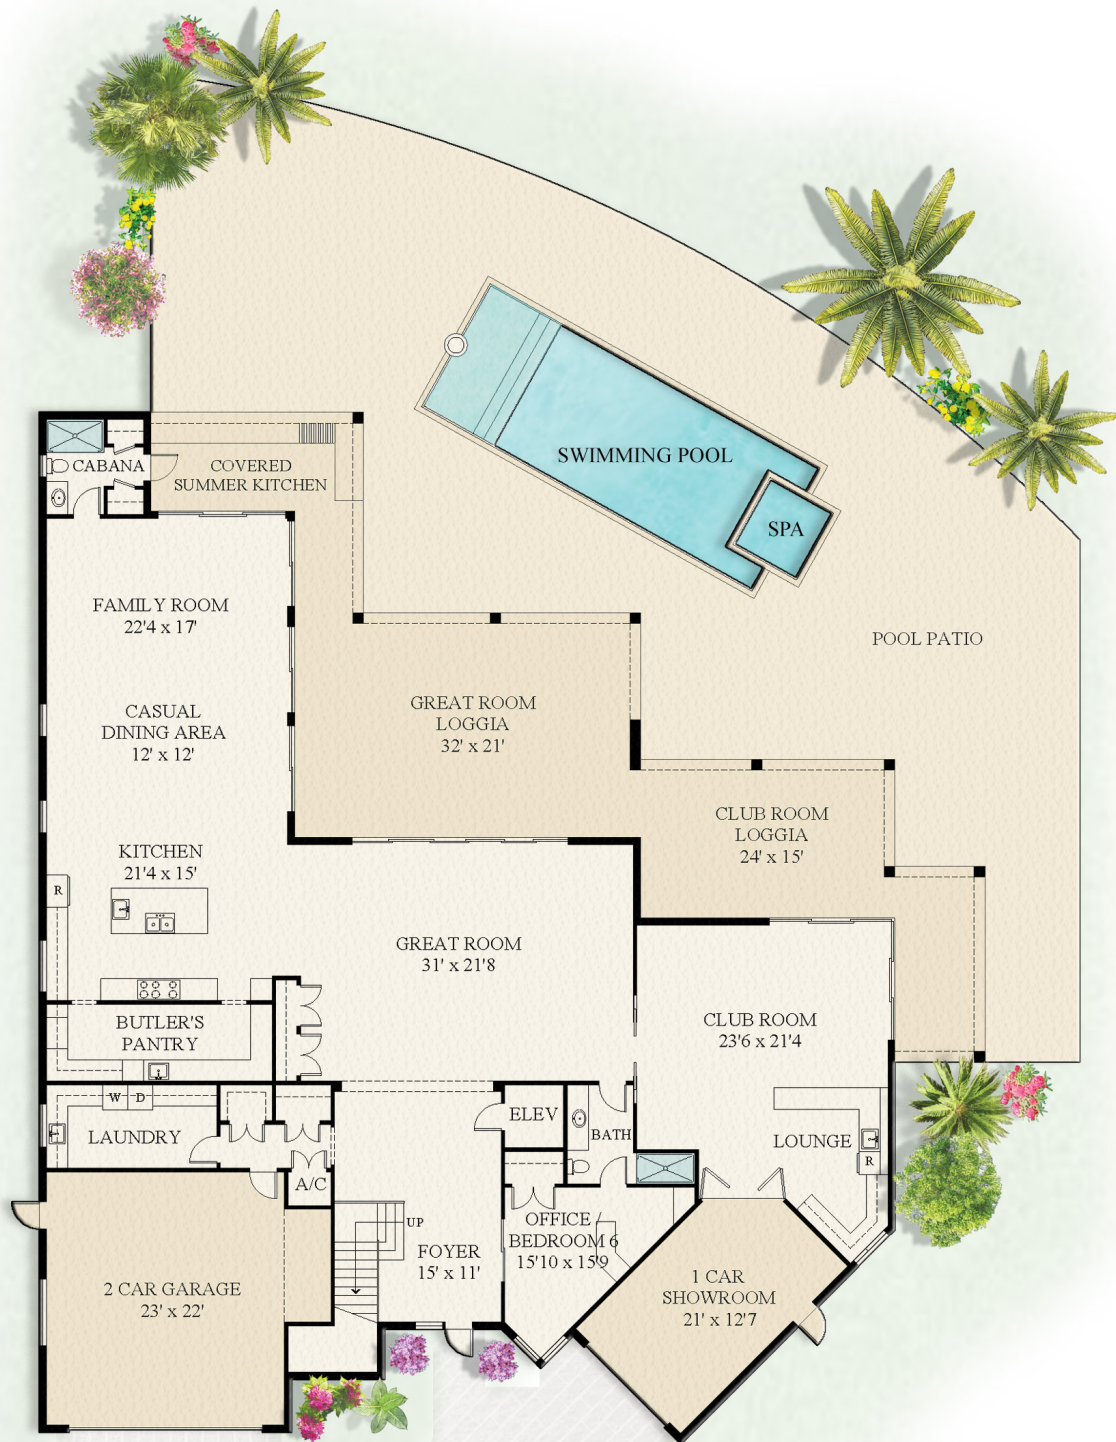 SWIMMING POOL
CABANA
COVERED
SUMMER KITCHEN
SPA
FAMILY ROOM
22'4 x 17'
POOL PATIO
GREAT ROOM
LOGGIA
32' x 21'
CASUAL
DINING AREA
12' x 12'
CLUB ROOM
LOGGIA
24' x 15'
KITCHEN
21'4 x 15'
R
GREAT ROOM
31' x 21'8
BUTLER'S
PANTRY
CLUB ROOM
23'6 x 21'4
W
D
LAUNDRY
ELEV
BATH
LOUNGE
R
A/C
UP
OFFICE /
BEDROOM 6
15'10 x 15'9
FOYER
15' x 11'
2 CAR GARAGE
23' x 22'
1 CAR
SHOWROOM
21' x 12'7